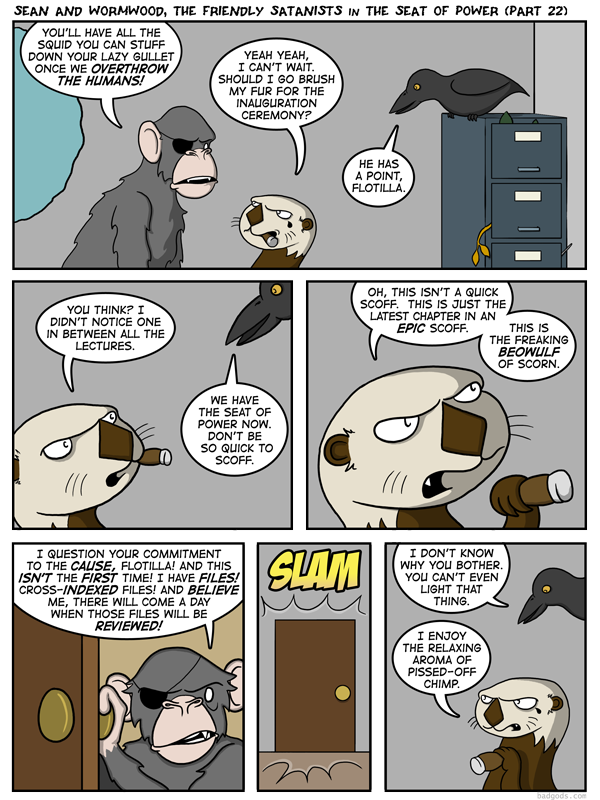 SEAN AND WORMWOOD, THE FRIENDLY SATANISTS IN THE SEAT OF POWER (PART 22)
YOU'LL HAVE ALL THE
SQUID YOU CAN STUFF
DOWN YOUR LAZY GULLET
ONCE WE OVERTHROW
THE HUMANS!
YEAH YEAH,
I CAN'T WAIT.
SHOULD I GO BRUSH
MY FUR FOR THE
INAUGURATION
CEREMONY?
HE HAS
A POINT,
FLOTILLA.
YOU THINK? I
DIDN'T NOTICE ONE
IN BETWEEN ALL THE
LECTURES.
WE HAVE
THE SEAT OF
POWER NOW.
DON'T BE
SO QUICK TO
SCOFF.
OH, THIS ISN'T A QUICK
SCOFF. THIS IS JUST THE
LATEST CHAPTER IN AN
EPIC SCOFF.
THIS IS
THE FREAKING
BEOWULF
OF SCORN.
I QUESTION YOUR COMMITMENT
TO THE CAUSE, FLOTILLA! AND THIS
ISN'T THE FIRST TIME! I HAVE FILES!
CROSS-INDEXED FILES! AND BELIEVE
ME, THERE WILL COME A DAY
WHEN THOSE FILES WILL BE
REVIEWED!
SLAM
I DON'T KNOW
WHY YOU BOTHER.
YOU CAN'T EVEN
LIGHT THAT
THING.
I ENJOY
THE RELAXING
AROMA OF
PISSED-OFF
CHIMP.
badgods.com